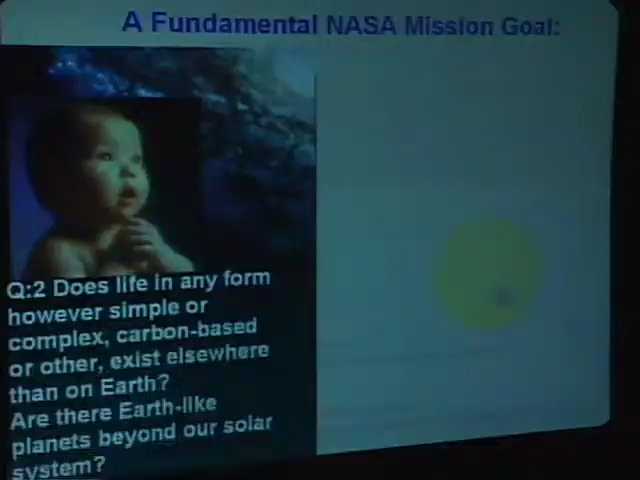 A Fundamental NASA Mission Goal:
Q:2 Does life in any form
however simple or
complex, carbon-based
or other, exist elsewhere
than on Earth?
Are there Earth-like
planets beyond our solar
system?